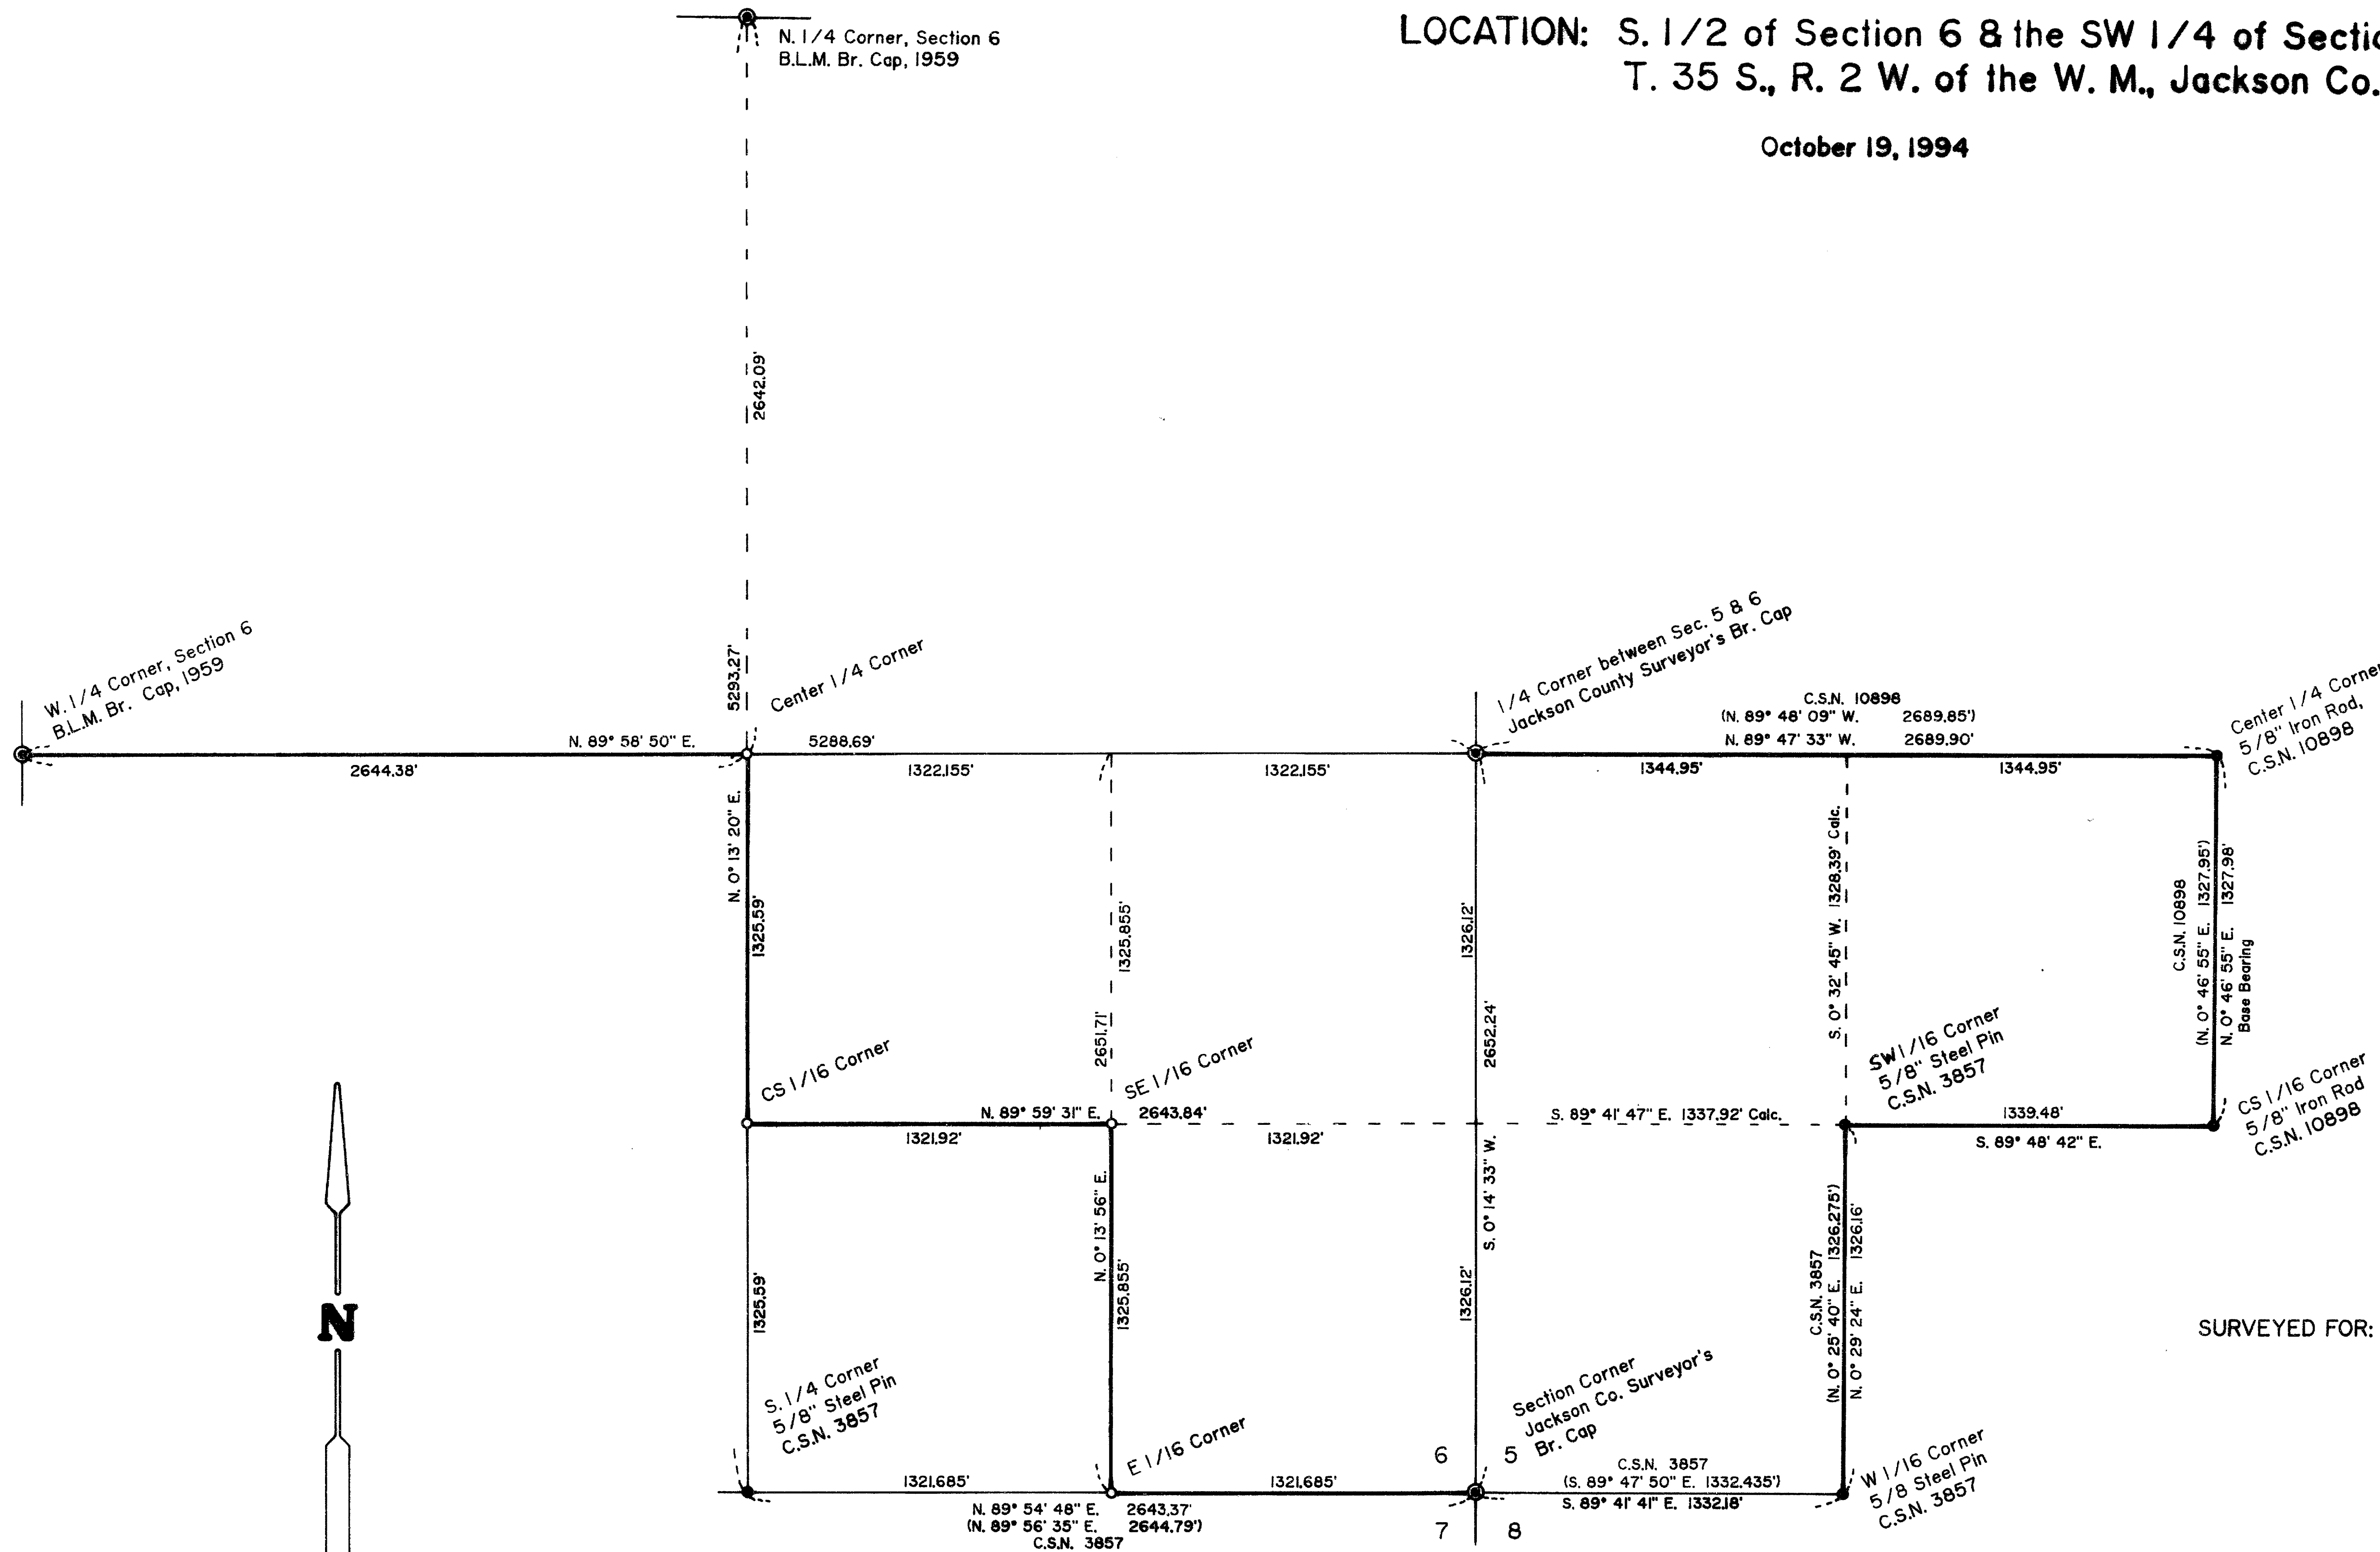 LOCATION: S. 1/2 of Section 6 & the SW 1/4 of
T. 35 S., R. 2 W. of the W. M., Jackson Co.
October 19, 1994
N. 1/4 Corner, Section 6
B.L.M. Br. Cap, 1959
2642.09'
5293.27'
W. 1/4 Corner, Section 6
B.L.M. Br. Cap, 1959
Center 1/4 Corner
1/4 Corner between Sec. 5 & 6
Jackson County Surveyor's Br. Cap
C.S.N. 10898
(N. 89° 48' 09" W. 2689.85')
N. 89° 47' 33" W. 2689.90'
Center 1/4 Corner
5/8" Iron Rod,
C.S.N. 10898
N. 89° 58' 50" E. 5288.69'
2644.38'
1322.155'
1322.155'
1344.95'
1344.95'
N. 0° 13' 20" E.
1325.59'
1325.855'
2651.71'
1326.12'
2652.24'
S. 0° 32' 45" W. 1328.39' Calc.
C.S.N. 10898
(N. 0° 46' 55" E. 1327.95')
N. 0° 46' 55" E. 1327.98'
Base Bearing
CS 1/16 Corner
SE 1/16 Corner
SW 1/16 Corner
5/8" Steel Pin
C.S.N. 3857
CS 1/16 Corner
5/8" Iron Rod
C.S.N. 10898
N. 89° 59' 31" E. 2643.84'
1321.92'
1321.92'
S. 89° 41' 47" E. 1337.92' Calc.
1339.48'
S. 89° 48' 42" E.
1325.59'
N. 0° 13' 56" E.
1325.855'
S. 0° 14' 33" W.
1326.12'
C.S.N. 3857
(N. 0° 25' 40" E. 1326.275')
N. 0° 29' 24" E. 1326.16'
N
SURVEYED FOR:
S. 1/4 Corner
5/8" Steel Pin
C.S.N. 3857
E 1/16 Corner
Section Corner
Jackson Co. Surveyor's
Br. Cap
W 1/16 Corner
5/8 Steel Pin
C.S.N. 3857
6 5
1321.685'
1321.685'
C.S.N. 3857
(S. 89° 47' 50" E. 1332.435')
S. 89° 41' 41" E. 1332.18'
N. 89° 54' 48" E. 2643.37'
(N. 89° 56' 35" E. 2644.79')
C.S.N. 3857
7 8